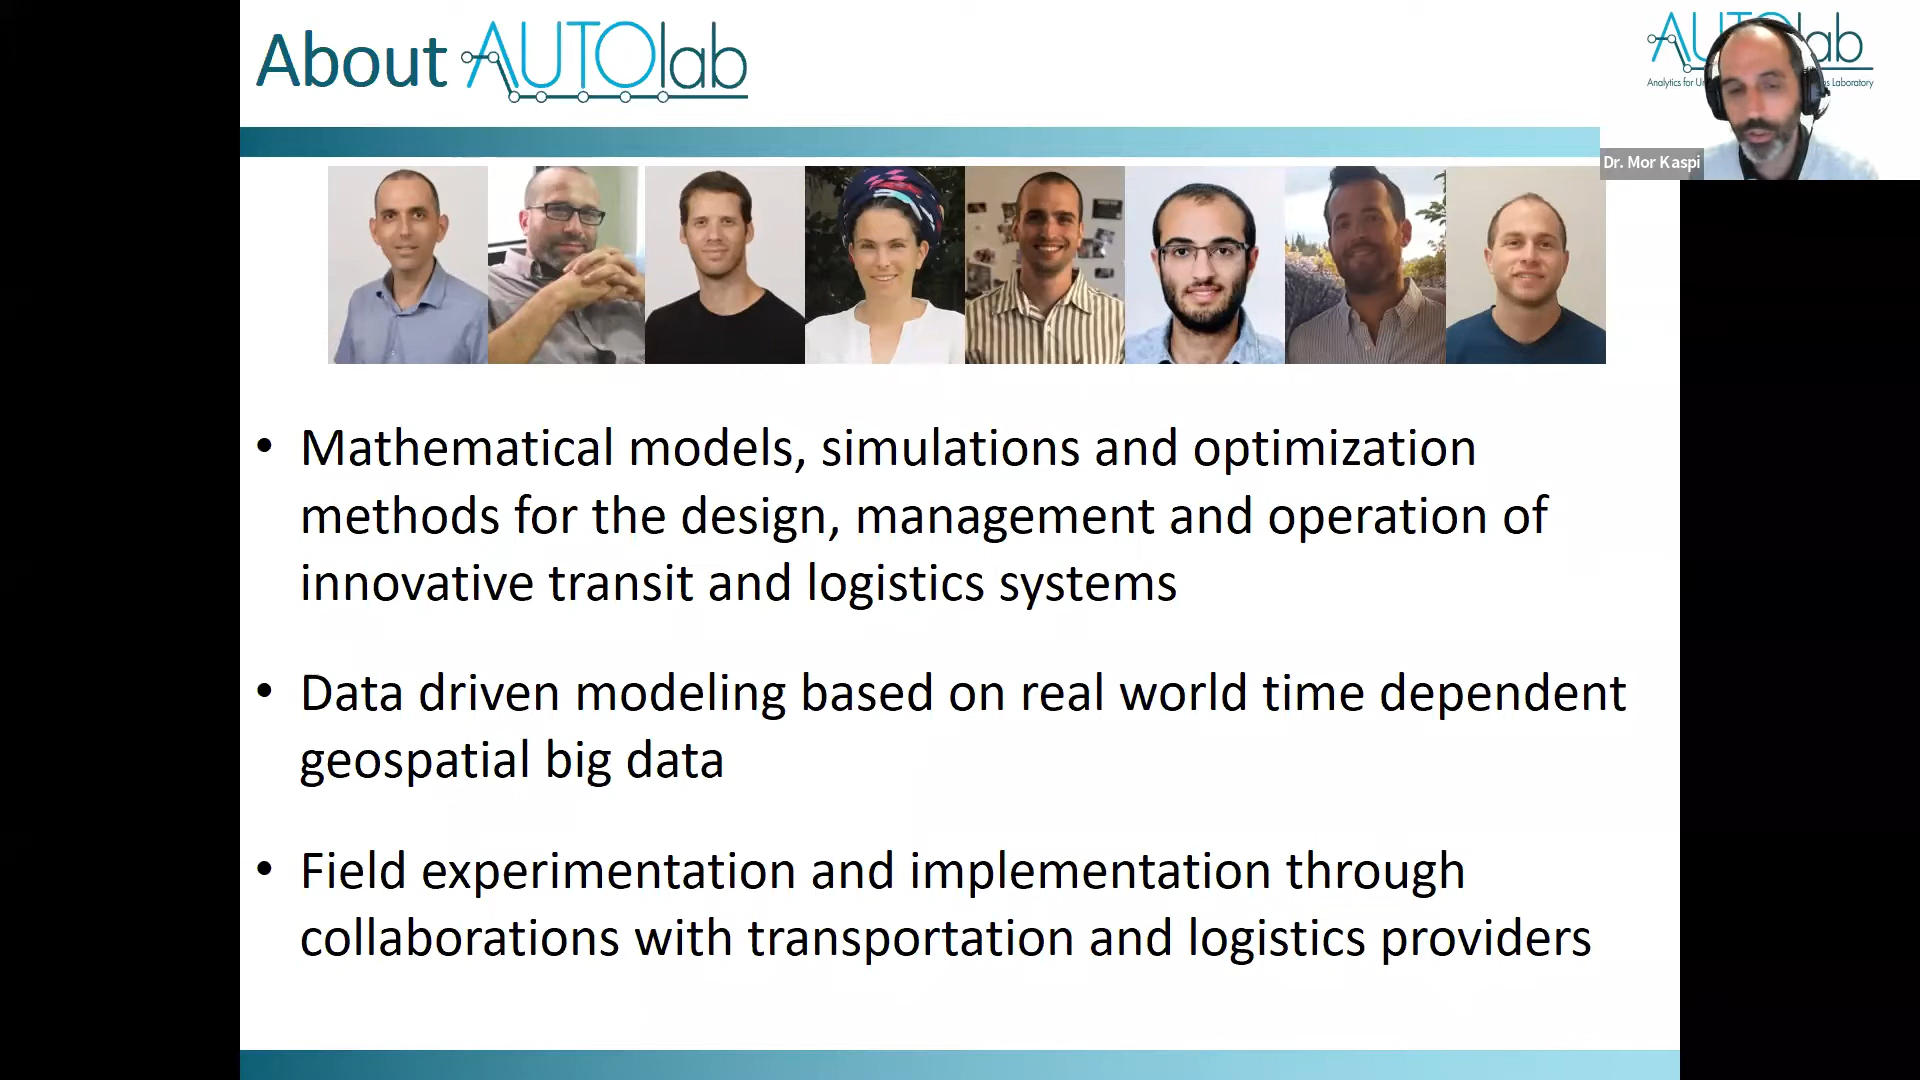 About AUTOlab
AU lab
Analytics for U s Laboratory
Dr. Mor Kaspi
• Mathematical models, simulations and optimization
methods for the design, management and operation of
innovative transit and logistics systems
• Data driven modeling based on real world time dependent
geospatial big data
• Field experimentation and implementation through
collaborations with transportation and logistics providers